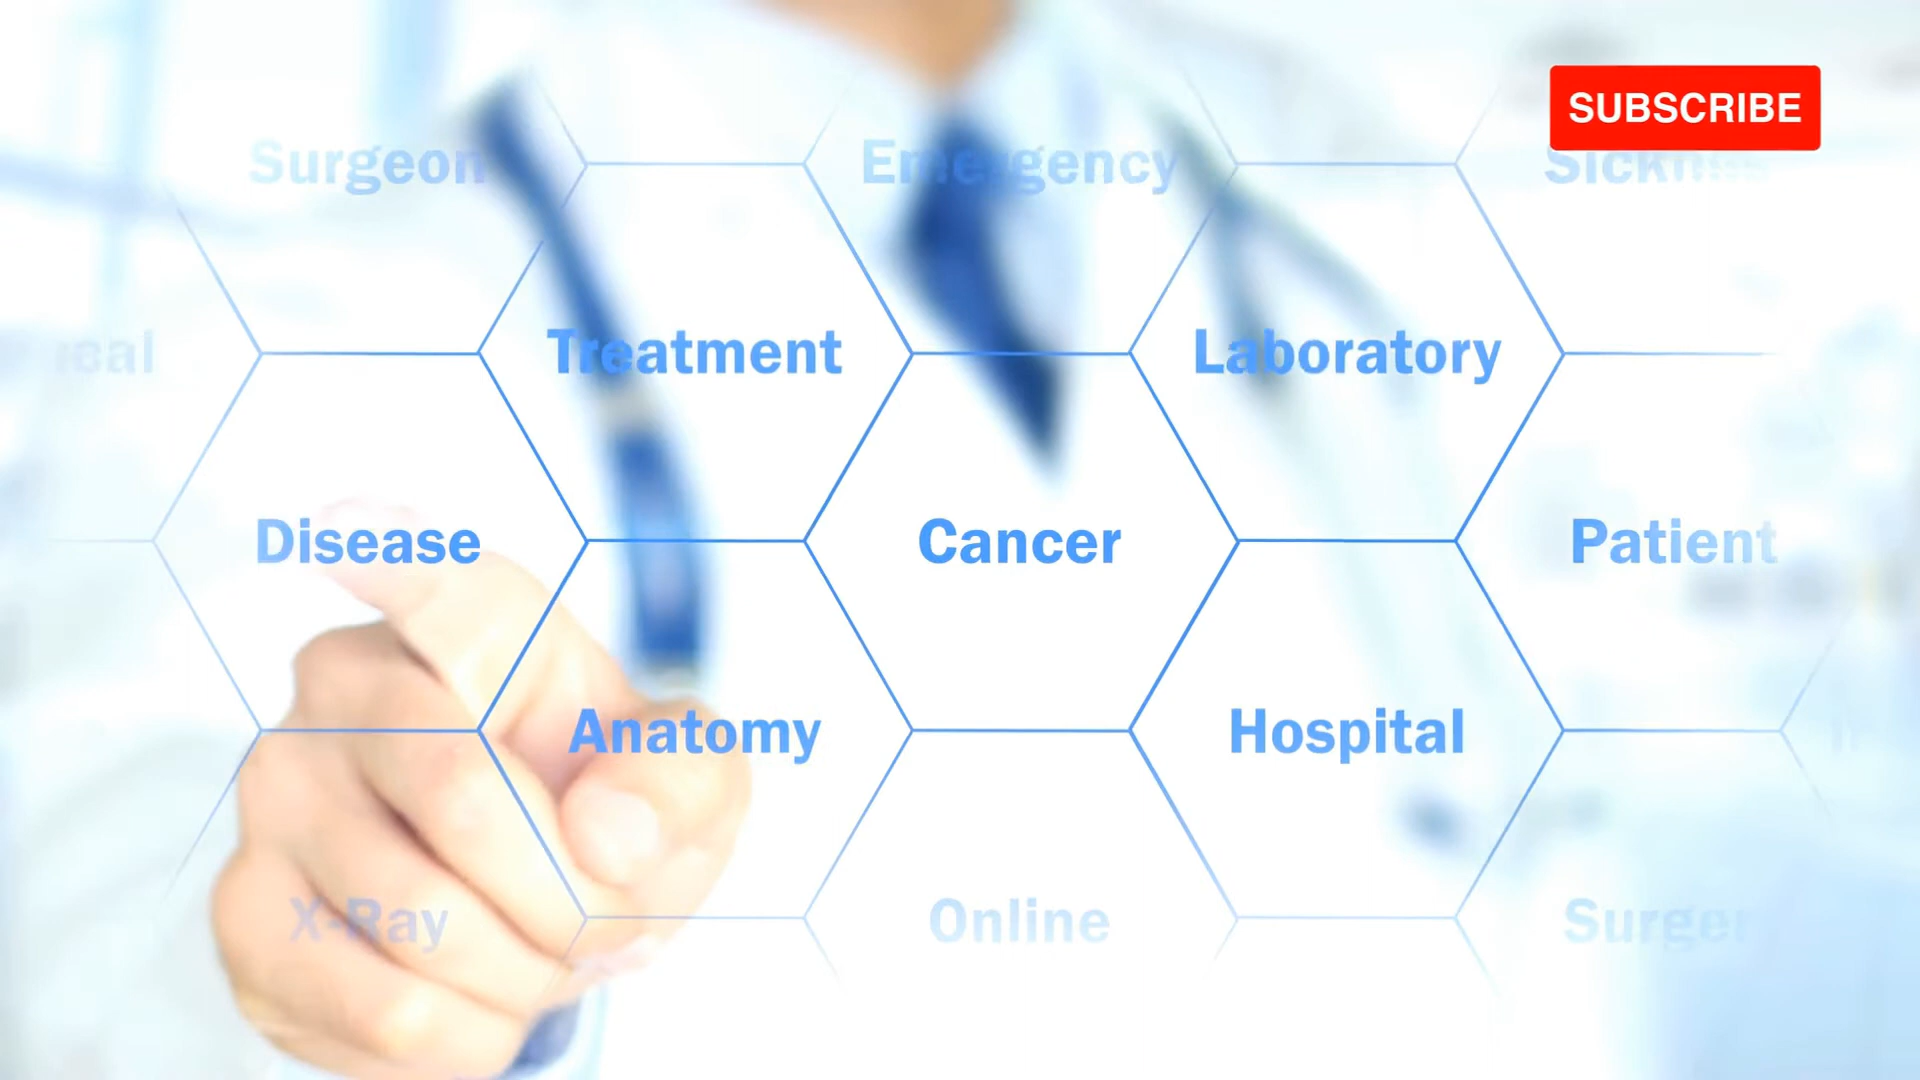 SUBSCRIBE
Surgeon
Emergency
Treatment
Laboratory
Disease
Cancer
Patient
Anatomy
Hospital
X-Ray
Online